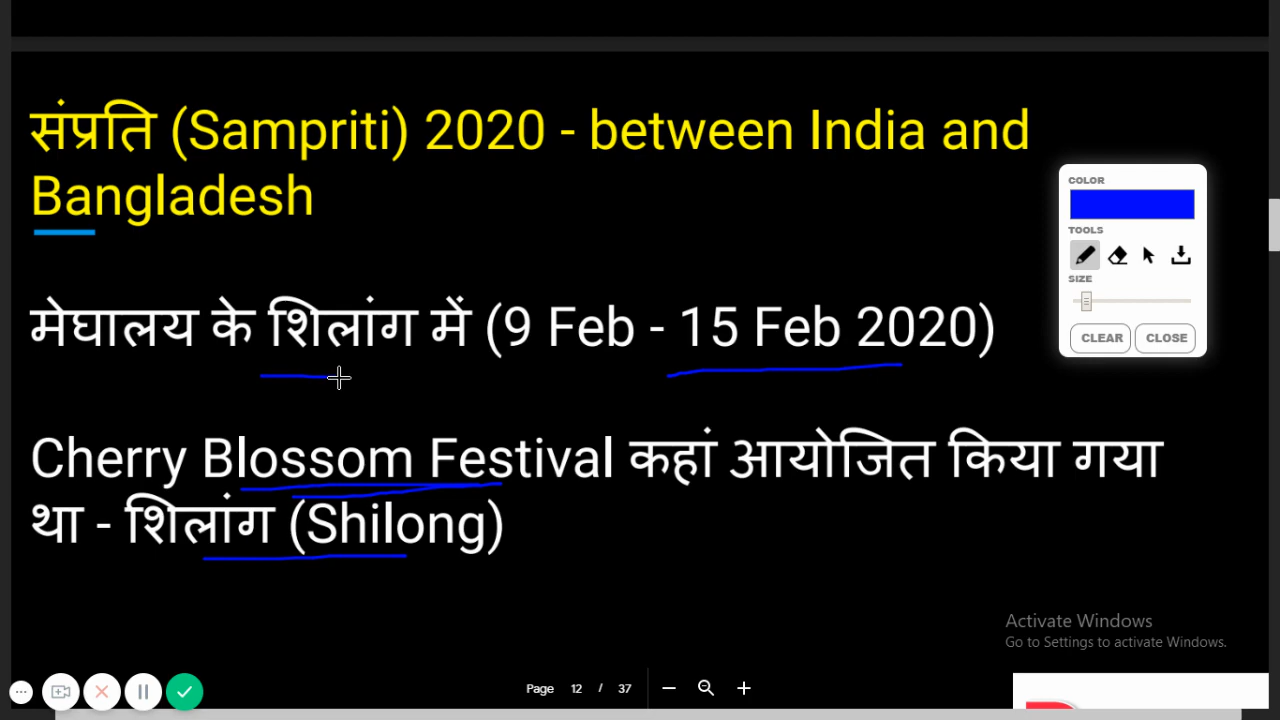 संप्रति (Sampriti) 2020 - between India and
Bangladesh
COLOR
TOOLS
SIZE
CLEAR CLOSE
मेघालय के शिलांग में (9 Feb - 15 Feb 2020)
Cherry Blossom Festival कहां आयोजित किया गया
था - शिलांग (Shilong)
Activate Windows
Go to Settings to activate Windows.
Page 12 / 37